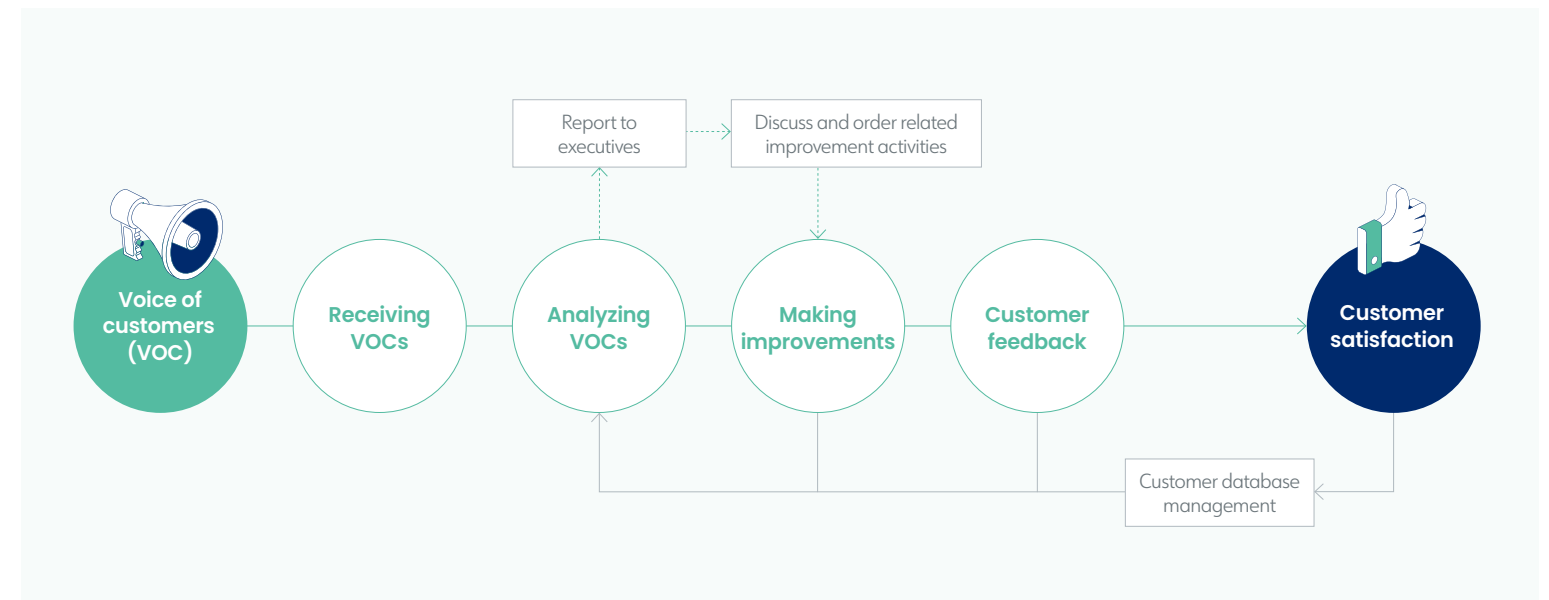 Report to
executives
Discuss and order related
improvement activities
Voice of
customers
(VOC)
Receiving
VOCs
Analyzing
VOCs
Making
improvements
Customer
feedback
Customer
satisfaction
Customer database
management